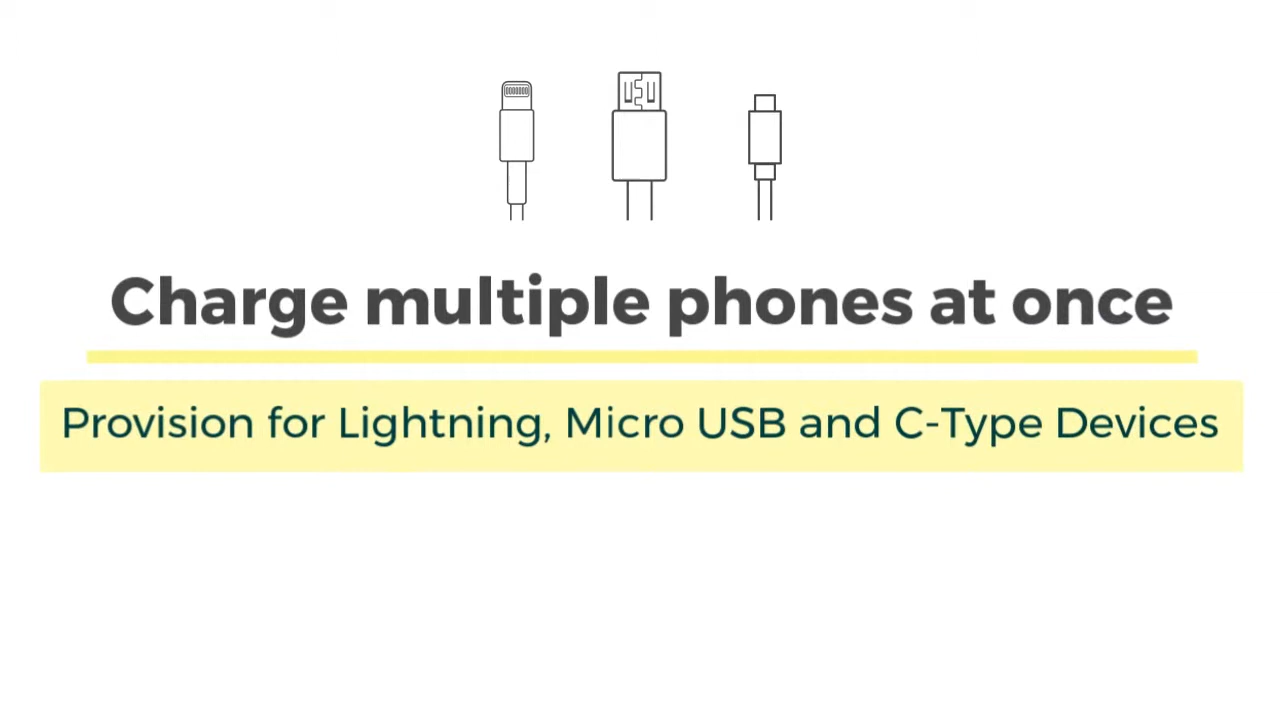 Charge multiple phones at once
Provision for Lightning, Micro USB and C-Type Devices